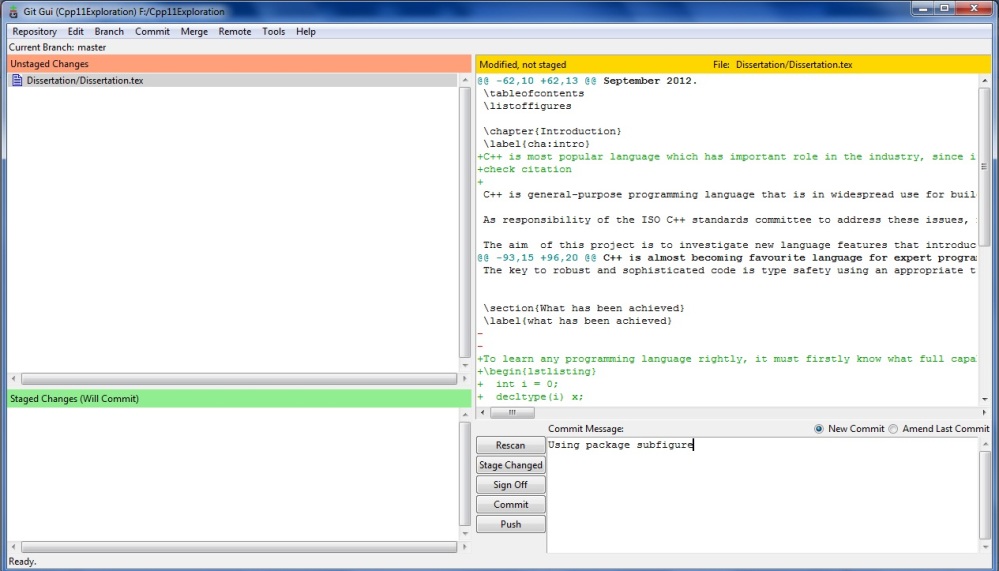 Git Gui (Cpp11Exploration) F:/Cpp11Exploration
Repository Edit Branch Commit Merge Remote Tools Help
Current Branch: master
Unstaged Changes
Dissertation/Dissertation.tex
Modified, not staged File: Dissertation/Dissertation.tex
@@ -62,10 +62,13 @@ September 2012.
\tableofcontents
\listoffigures
\chapter{Introduction}
\label{cha:intro}
+C++ is most popular language which has important role in the industry, since i
+check citation
+
C++ is general-purpose programming language that is in widespread use for buil
As responsibility of the ISO C++ standards committee to address these issues,
The aim  of this project is to investigate new language features that introduc
@@ -93,15 +96,20 @@ C++ is almost becoming favourite language for expert progra
The key to robust and sophisticated code is type safety using an appropriate t
\section{What has been achieved}
\label{what has been achieved}
-
-
+To learn any programming language rightly, it must firstly know what full capa
+\begin{lstlisting}
+  int i = 0;
+  decltype(i) x;
Staged Changes (Will Commit)
Commit Message: New Commit Amend Last Commit
Using package subfigure
Rescan
Stage Changed
Sign Off
Commit
Push
Ready.